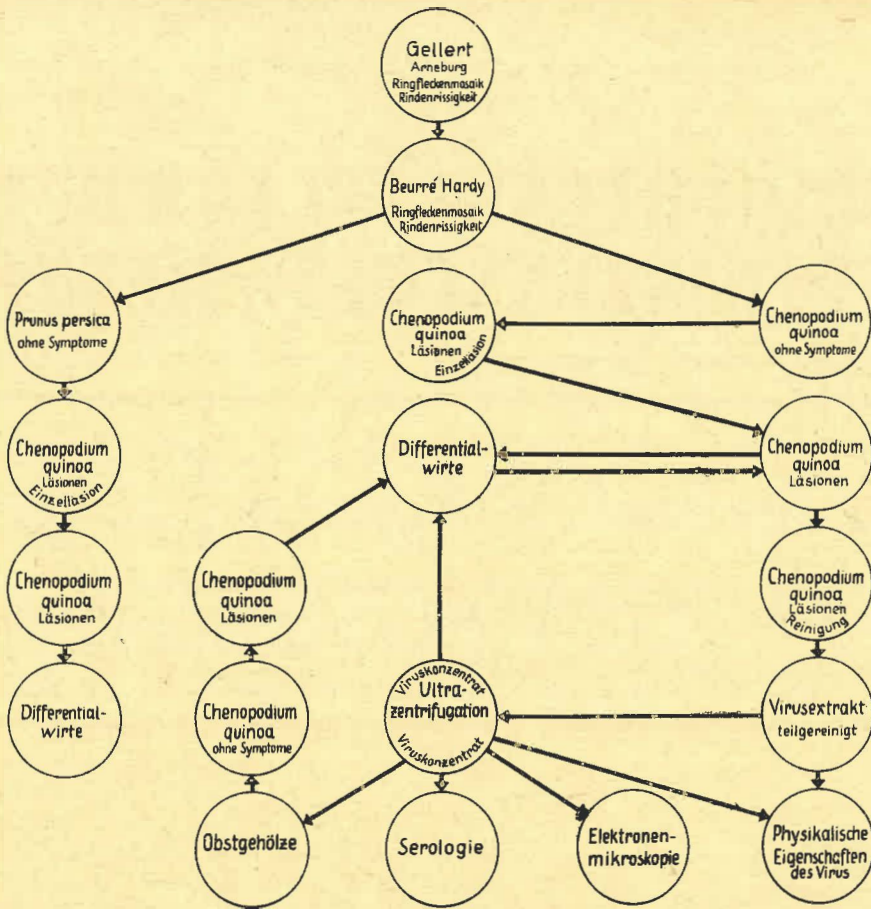 Gellert
Arneburg
Ringfleckenmosaik
Rindenrissigkeit
Beurré Hardy
Ringfleckenmosaik
Rindenrissigkeit
Prunus persica
ohne Symptome
Chenopodium
quinoa
Läsionen
Einzelläsion
Chenopodium
quinoa
ohne Symptome
Chenopodium
quinoa
Läsionen
Einzelläsion
Differential-
wirte
Chenopodium
quinoa
Läsionen
Chenopodium
quinoa
Läsionen
Chenopodium
quinoa
Läsionen
Chenopodium
quinoa
Läsionen
Reinigung
Differential-
wirte
Chenopodium
quinoa
ohne Symptome
Viruskonzentrat
Ultra-
zentrifugation
Viruskonzentrat
Virusextrakt
teilgereinigt
Obstgehölze
Serologie
Elektronen-
mikroskopie
Physikalische
Eigenschaften
des Virus